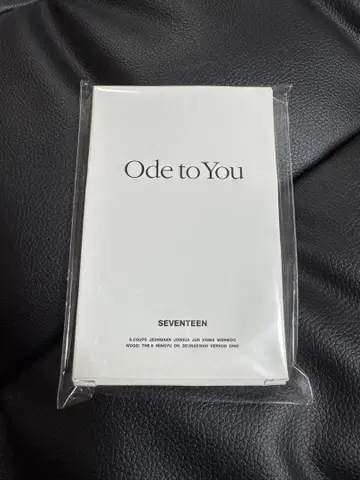 Ode to You
SEVENTEEN
S.COUPS JEONGHAN JOSHUA JUN HOSHI WONWOO
WOOZI THE 8 MINGYU DK SEUNGKWAN VERNON DINO